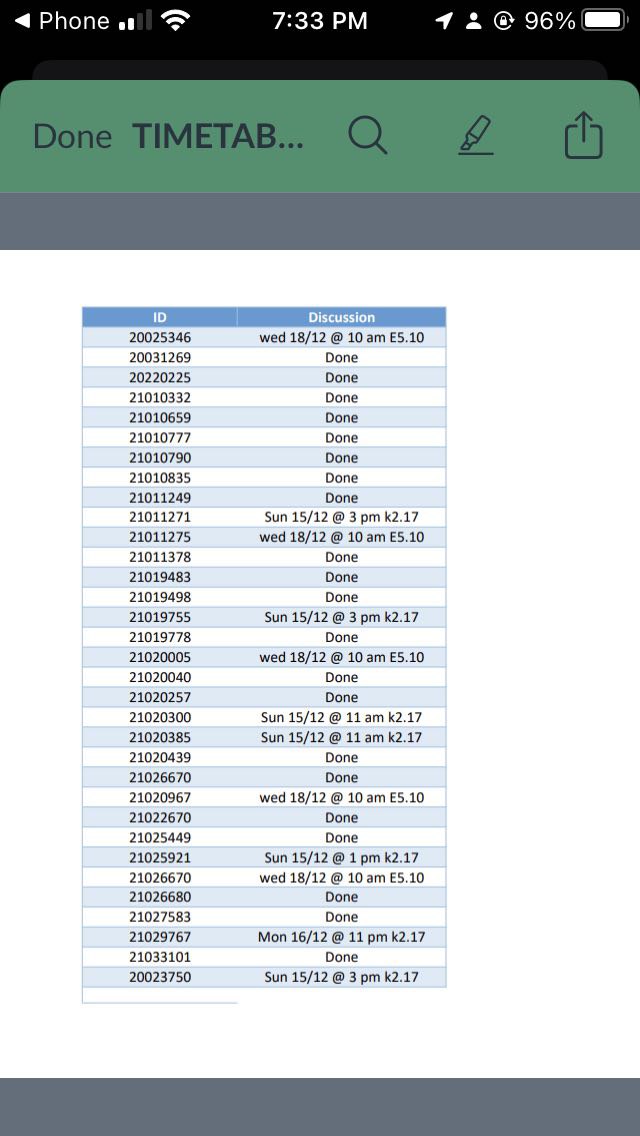 Phone 7:33 PM 96%
Done TIMETAB...
ID Discussion
20025346 wed 18/12 @ 10 am E5.10
20031269 Done
20220225 Done
21010332 Done
21010659 Done
21010777 Done
21010790 Done
21010835 Done
21011249 Done
21011271 Sun 15/12 @ 3 pm k2.17
21011275 wed 18/12 @ 10 am E5.10
21011378 Done
21019483 Done
21019498 Done
21019755 Sun 15/12 @ 3 pm k2.17
21019778 Done
21020005 wed 18/12 @ 10 am E5.10
21020040 Done
21020257 Done
21020300 Sun 15/12 @ 11 am k2.17
21020385 Sun 15/12 @ 11 am k2.17
21020439 Done
21026670 Done
21020967 wed 18/12 @ 10 am E5.10
21022670 Done
21025449 Done
21025921 Sun 15/12 @ 1 pm k2.17
21026670 wed 18/12 @ 10 am E5.10
21026680 Done
21027583 Done
21029767 Mon 16/12 @ 11 pm k2.17
21033101 Done
20023750 Sun 15/12 @ 3 pm k2.17